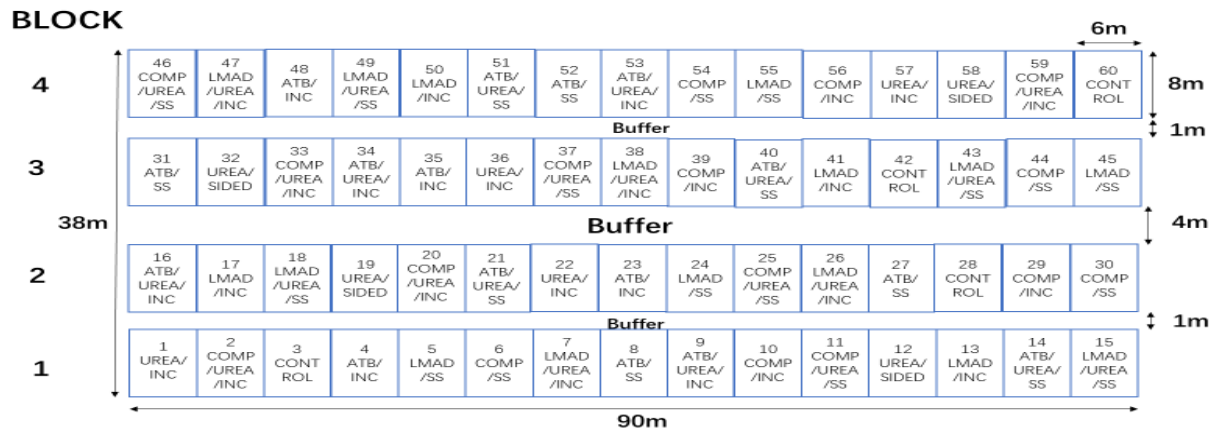 BLOCK
6m
4
46 COMP /UREA /SS
47 LMAD /UREA /INC
48 ATB/ INC
49 LMAD /UREA /SS
50 LMAD /INC
51 ATB/ UREA/ SS
52 ATB/ SS
53 ATB/ UREA/ INC
54 COMP /SS
55 LMAD /SS
56 COMP /INC
57 UREA/ INC
58 UREA/ SIDED
59 COMP /UREA /INC
60 CONT ROL
8m
Buffer
1m
3
31 ATB/ SS
32 UREA/ SIDED
33 COMP /UREA /INC
34 ATB/ UREA/ INC
35 ATB/ INC
36 UREA/ INC
37 COMP /UREA /SS
38 LMAD /UREA /INC
39 COMP /INC
40 ATB/ UREA/ SS
41 LMAD /INC
42 CONT ROL
43 LMAD /UREA /SS
44 COMP /SS
45 LMAD /SS
38m
Buffer
4m
2
16 ATB/ UREA/ INC
17 LMAD /INC
18 LMAD /UREA /SS
19 UREA/ SIDED
20 COMP /UREA /INC
21 ATB/ UREA/ SS
22 UREA/ INC
23 ATB/ INC
24 LMAD /SS
25 COMP /UREA /SS
26 LMAD /UREA /INC
27 ATB/ SS
28 CONT ROL
29 COMP /INC
30 COMP /SS
Buffer
1m
1
1 UREA/ INC
2 COMP /UREA /INC
3 CONT ROL
4 ATB/ INC
5 LMAD /SS
6 COMP /SS
7 LMAD /UREA /INC
8 ATB/ SS
9 ATB/ UREA/ INC
10 COMP /INC
11 COMP /UREA /SS
12 UREA/ SIDED
13 LMAD /INC
14 ATB/ UREA/ SS
15 LMAD /UREA /SS
90m